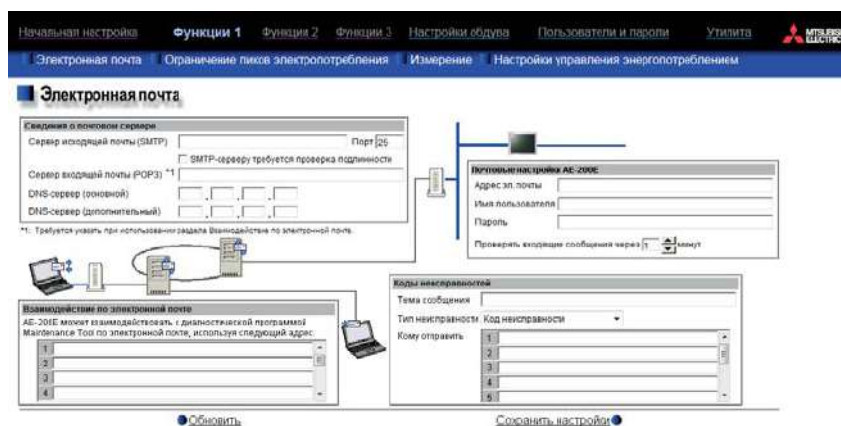 Начальная настройка Функции 1 Функции 2 Функции 3 Настройки обдува Пользователи и пароли Утилита MITSUBISHI ELECTRIC
Электронная почта Ограничение пиков электропотребления Измерение Настройки управления энергопотреблением
Электронная почта
Сведения о почтовом сервере
Сервер исходящей почты (SMTP) Порт 25
SMTP-серверу требуется проверка подлинности
Сервер входящей почты (POP3) *1
DNS-сервер (основной)
DNS-сервер (дополнительный)
*1. Требуется указать при использовании раздела Взаимодействие по электронной почте.
Почтовые настройки AE-200E
Адрес эл. почты
Имя пользователя
Пароль
Проверять входящие сообщения через 1 минут
Взаимодействие по электронной почте
AE-200E может взаимодействовать с диагностической программой
Maintenance Tool по электронной почте, используя следующий адрес.
1
2
3
4
Коды неисправностей
Тема сообщения
Тип неисправности Код неисправности
Кому отправить 1
2
3
4
5
Обновить Сохранить настройки